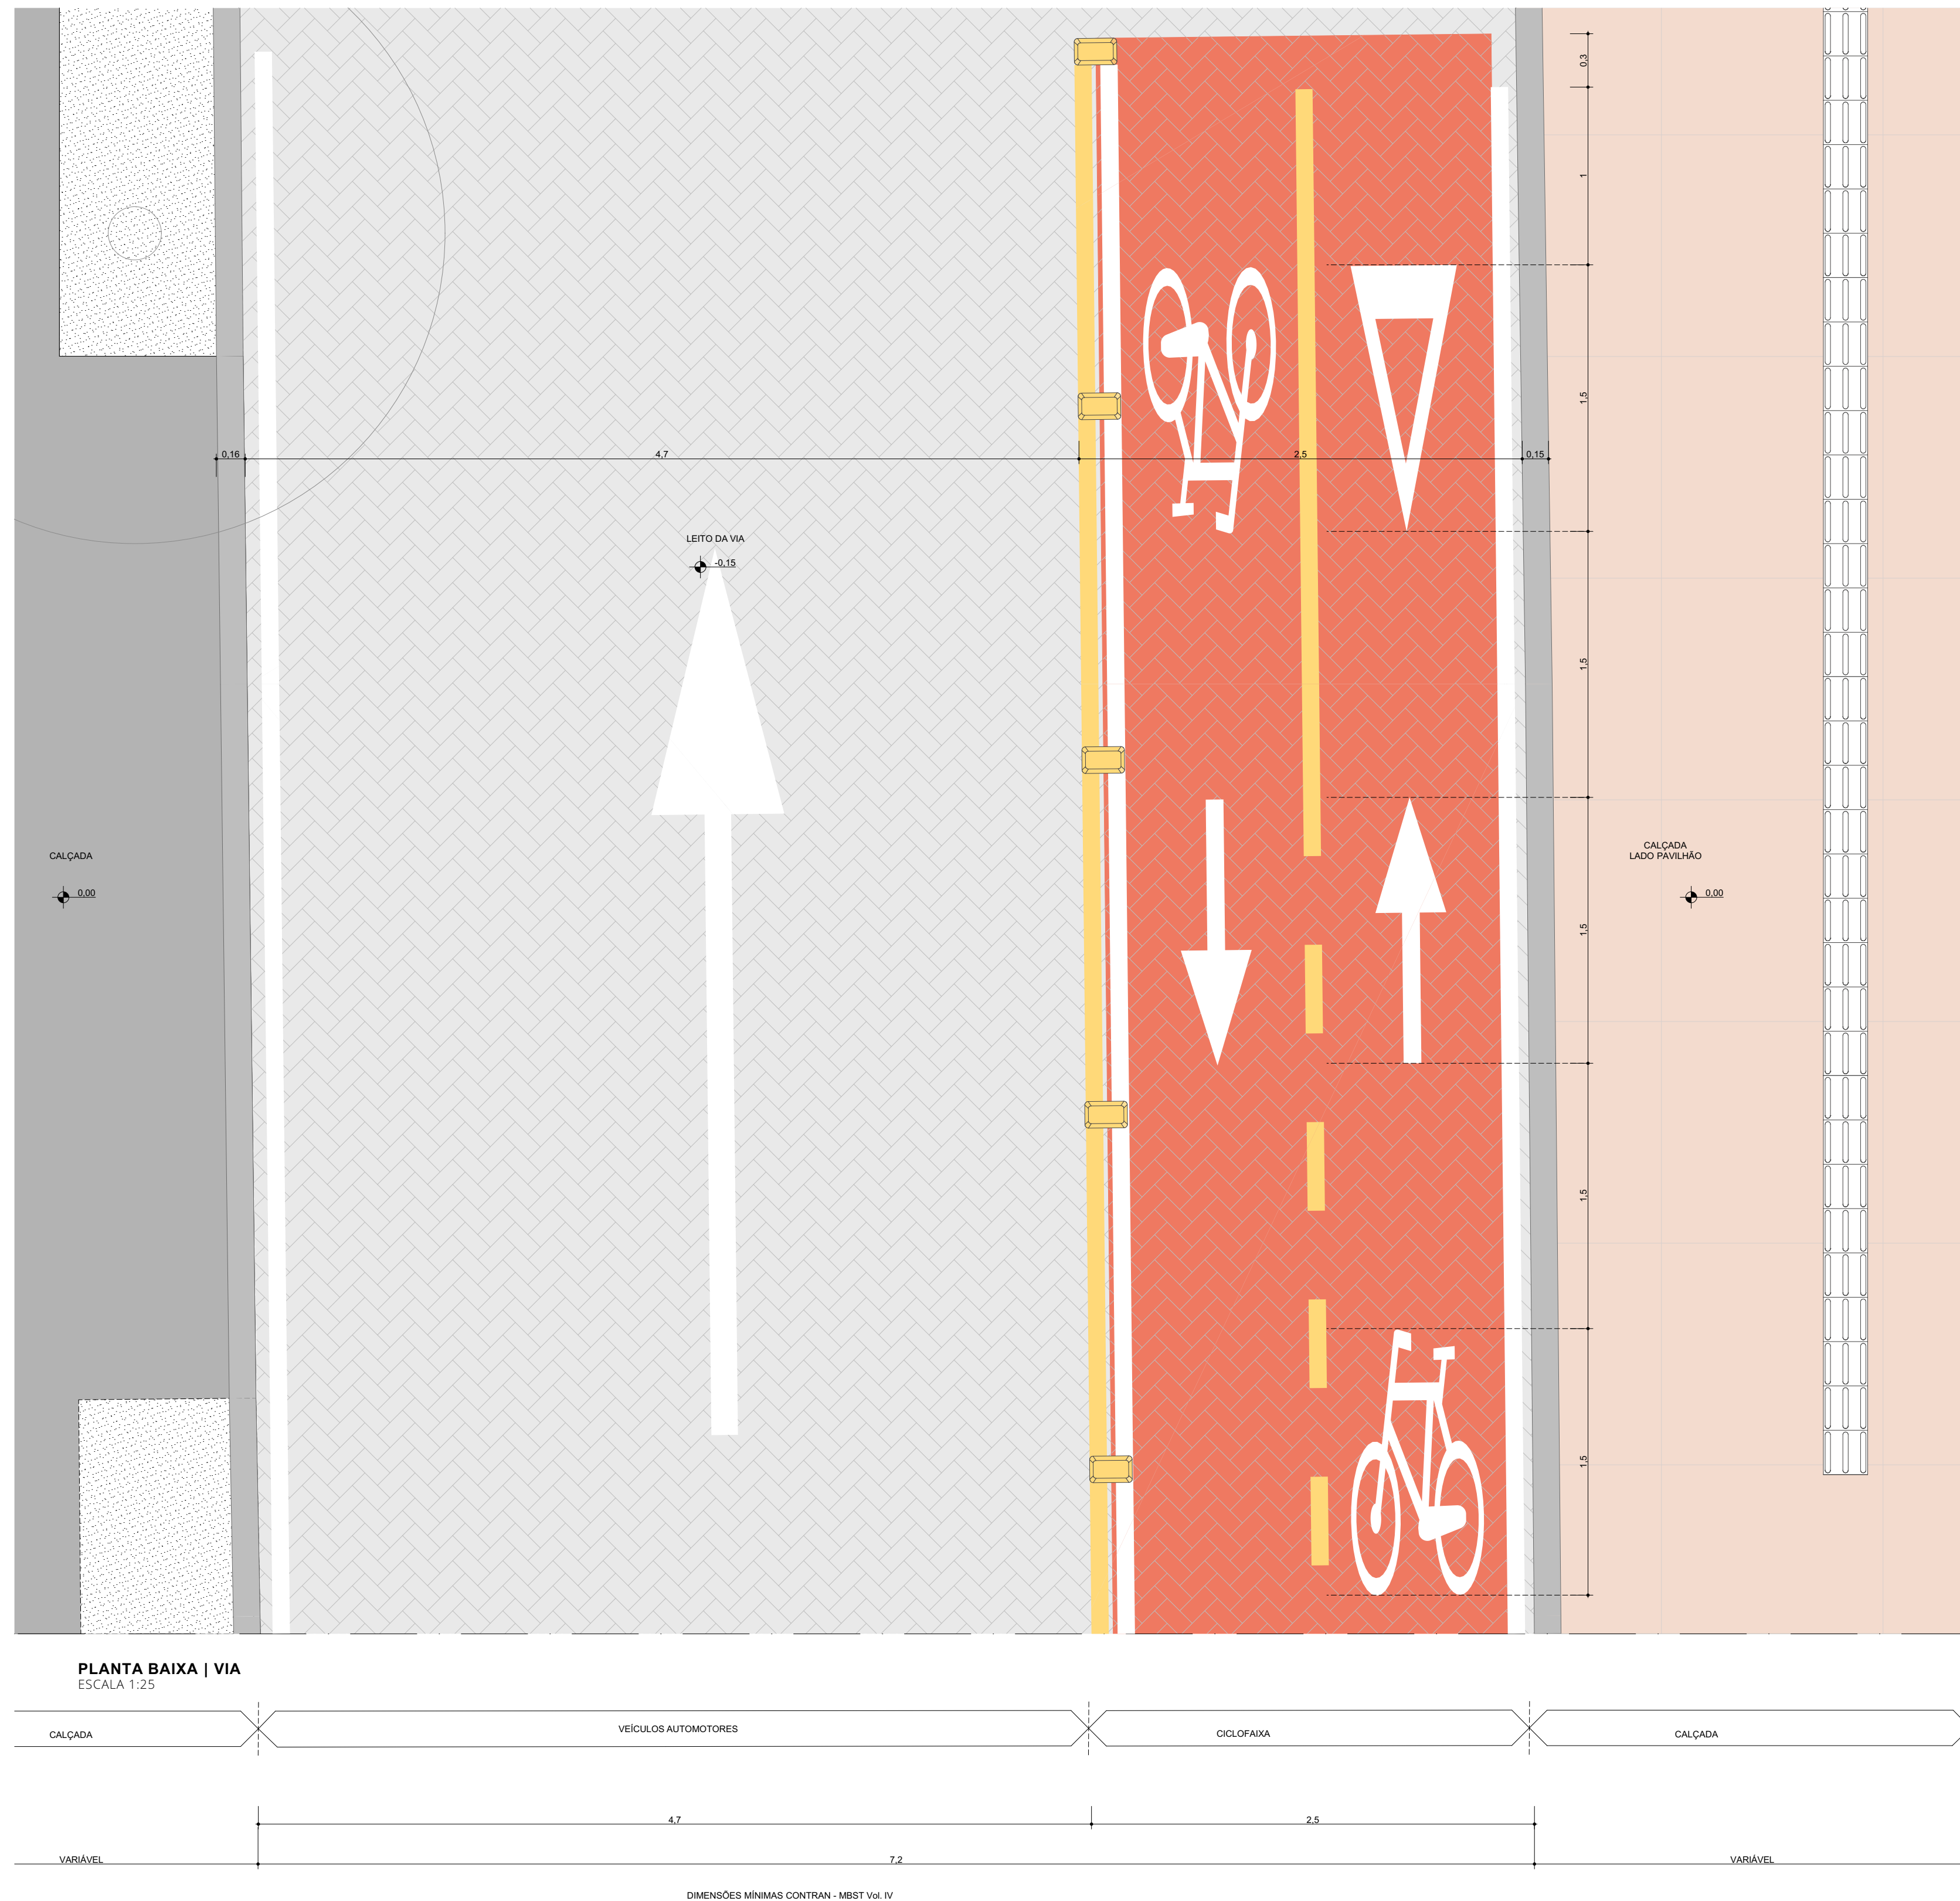 0,3
1
1,5
0,16
4,7
2,5
0,15
LEITO DA VIA
-0,15
1,5
CALÇADA
0,00
CALÇADA
LADO PAVILHÃO
0,00
1,5
1,5
1,5
PLANTA BAIXA | VIA
ESCALA 1:25
CALÇADA
VEÍCULOS AUTOMOTORES
CICLOFAIXA
CALÇADA
4,7
2,5
VARIÁVEL
7,2
VARIÁVEL
DIMENSÕES MÍNIMAS CONTRAN - MBST Vol. IV